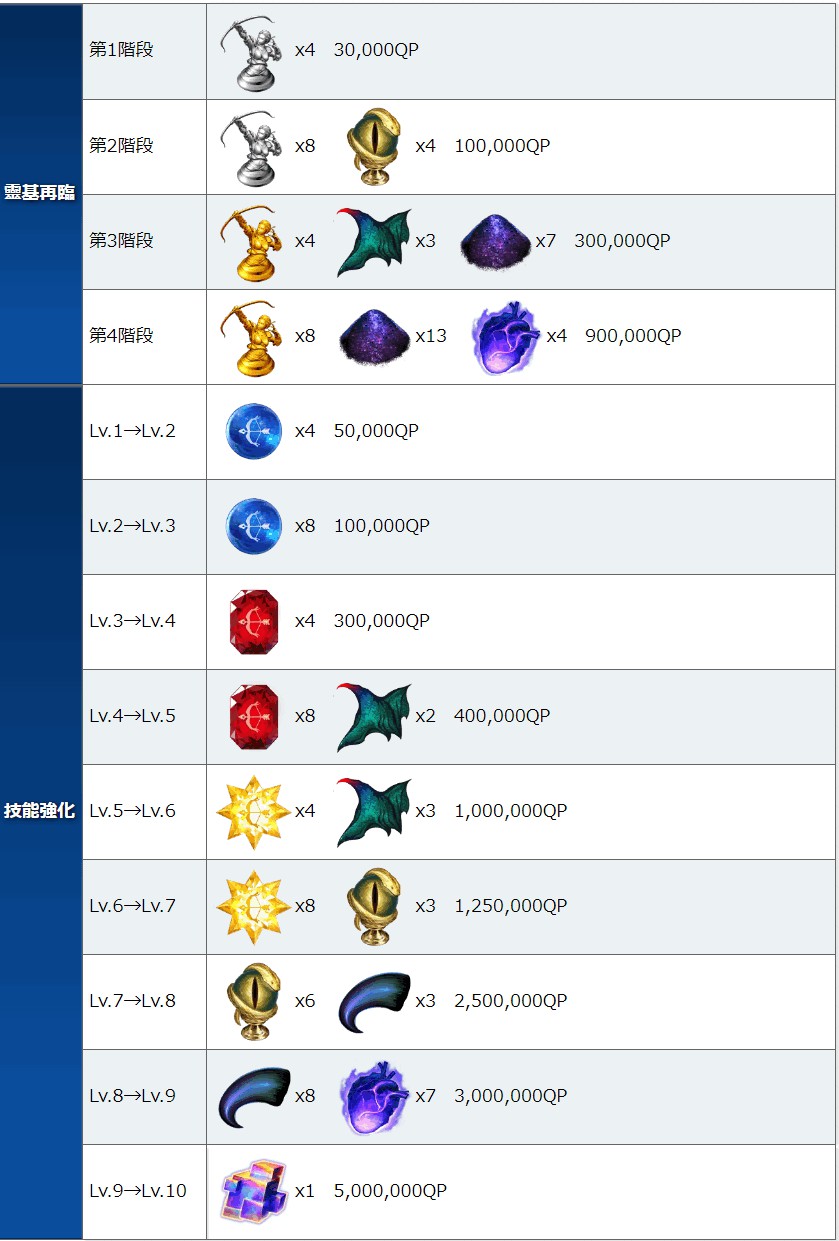 靈基再臨
第1階段 x4 30,000QP
第2階段 x8 x4 100,000QP
第3階段 x4 x3 x7 300,000QP
第4階段 x8 x13 x4 900,000QP
技能強化
Lv.1→Lv.2 x4 50,000QP
Lv.2→Lv.3 x8 100,000QP
Lv.3→Lv.4 x4 300,000QP
Lv.4→Lv.5 x8 x2 400,000QP
Lv.5→Lv.6 x4 x3 1,000,000QP
Lv.6→Lv.7 x8 x3 1,250,000QP
Lv.7→Lv.8 x6 x3 2,500,000QP
Lv.8→Lv.9 x8 x7 3,000,000QP
Lv.9→Lv.10 x1 5,000,000QP